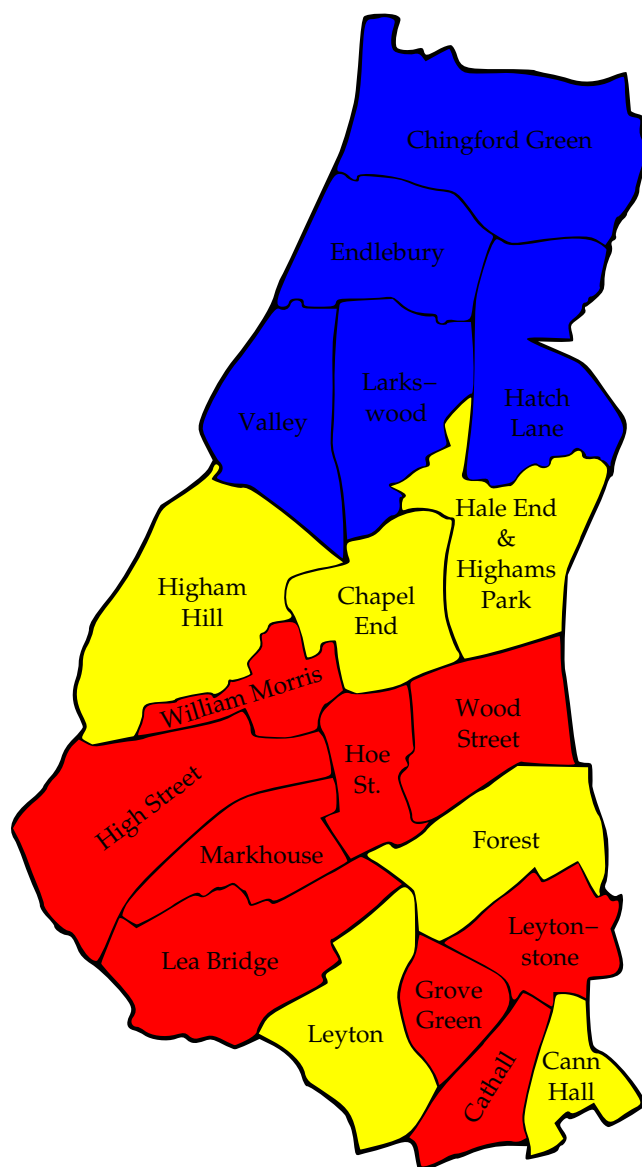 Chingford Green
Endlebury
Larks–
wood
Valley
Hatch
Lane
Hale End
&
Highams
Park
Higham
Hill
Chapel
End
William Morris
Wood
Street
Hoe
St.
High Street
Markhouse
Forest
Leyton–
stone
Lea Bridge
Grove
Green
Leyton
Cann
Hall
Cathall